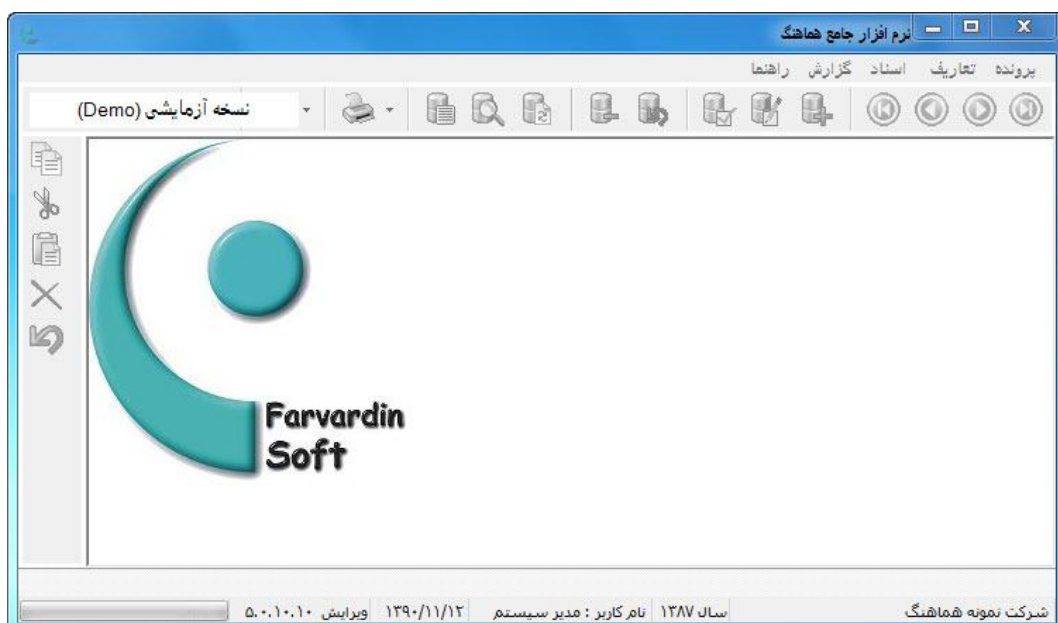 نرم افزار جامع هماهنگ
پرونده تعاریف اسناد گزارش راهنما
نسخه آزمایشی (Demo)
Farvardin
Soft
شرکت نمونه هماهنگ سال ۱۳۸۷ نام کاربر : مدیر سیستم ۱۳۹۰/۱۱/۱۲ ویرایش ۵.۰.۱۰.۱۰